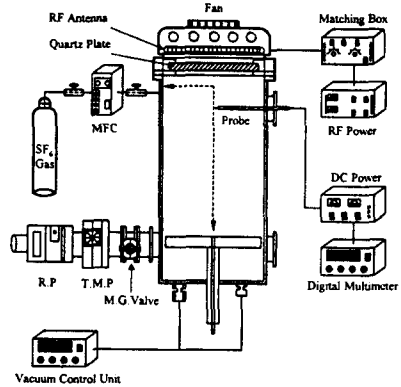 Fan
RF Antenna
Matching Box
Quartz Plate
MFC
RF Power
SF6
Gas
Probe
DC Power
R.P
T.M.P
M.G.Valve
Digital Multimeter
Vacuum Control Unit